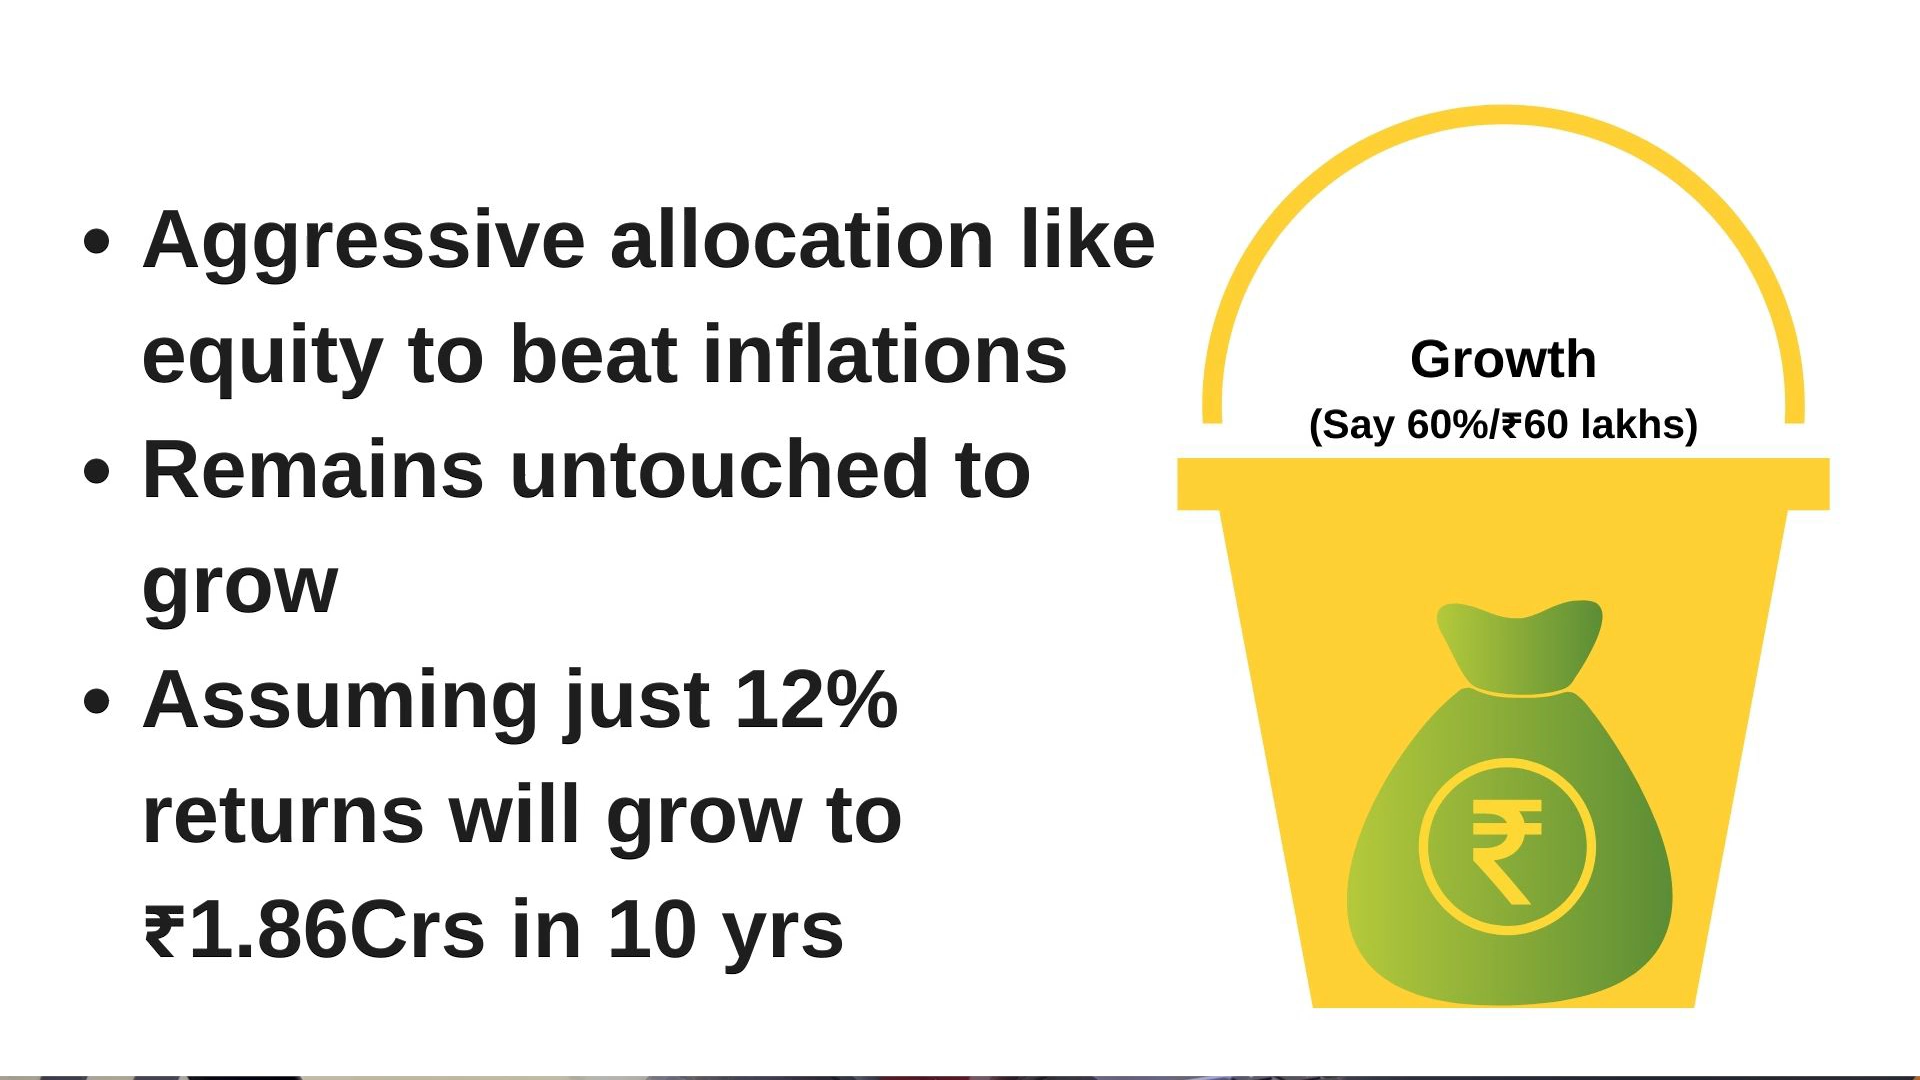 • Aggressive allocation like
equity to beat inflations
• Remains untouched to
grow
• Assuming just 12%
returns will grow to
₹1.86Crs in 10 yrs
Growth
(Say 60%/₹60 lakhs)
₹